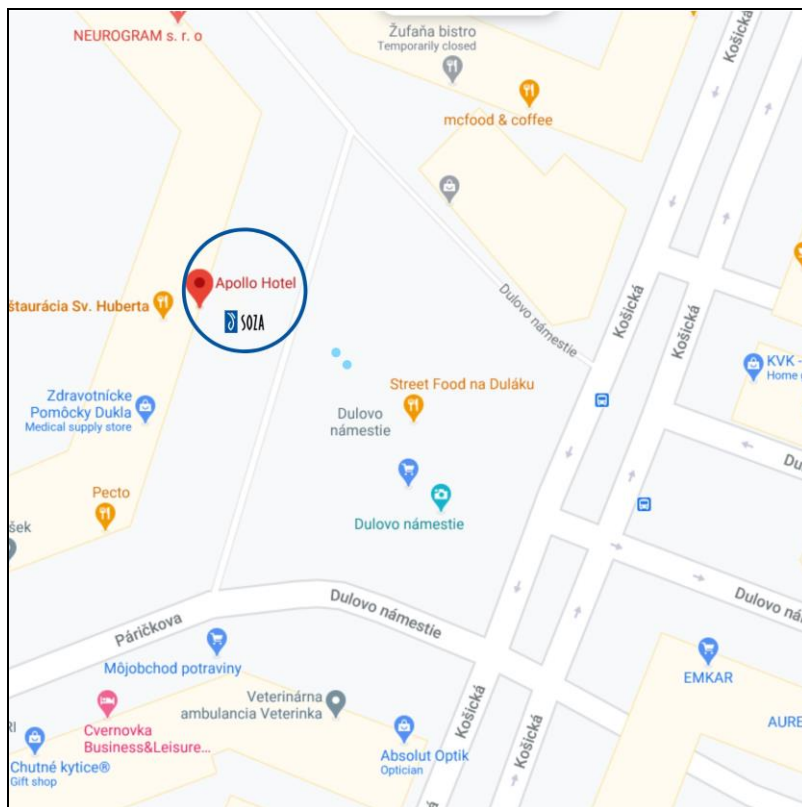 NEUROGRAM s. r. o
Žufaňa bistro
Temporarily closed
mcfood & coffee
Košická
Apollo Hotel
SOZA
štaurácia Sv. Huberta
Dulovo námestie
Košická
Košická
KVK -
Home
Street Food na Duláku
Zdravotnícke
Pomôcky Dukla
Medical supply store
Dulovo
námestie
Du
Pecto
šek
Dulovo námestie
Dulovo námestie
Dulovo ná
Páričkova
Môjobchod potraviny
EMKAR
Veterinárna
ambulancia Veterinka
Košická
Košická
AURE
Cvernovka
Business&Leisure...
Absolut Optik
Optician
Chutné kytice®
Gift shop